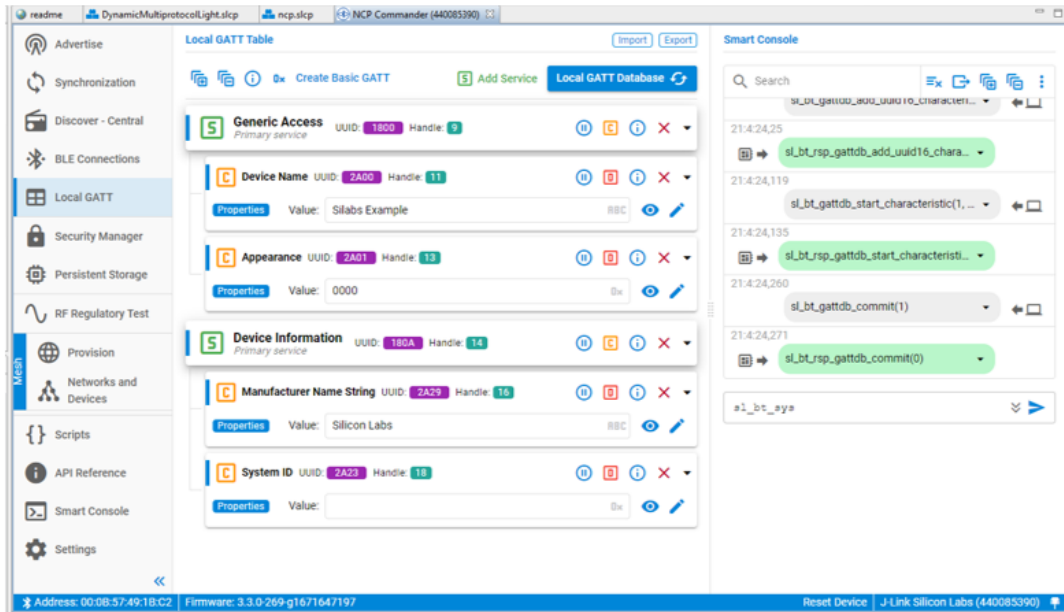 readme
DynamicMultiprotocolLight.slcp
ncp.slcp
NCP Commander (440085390)
Advertise
Synchronization
Discover - Central
BLE Connections
Local GATT
Security Manager
Persistent Storage
RF Regulatory Test
Mesh
Provision
Networks and
Devices
Scripts
API Reference
Smart Console
Settings
Local GATT Table
Import
Export
0x Create Basic GATT
S Add Service
Local GATT Database
S Generic Access UUID: 1800 Handle: 9
Primary service
C
C Device Name UUID: 2A00 Handle: 11
D
Properties Value: Silabs Example ABC
C Appearance UUID: 2A01 Handle: 13
D
Properties Value: 0000 0x
S Device Information UUID: 180A Handle: 14
Primary service
C
C Manufacturer Name String UUID: 2A29 Handle: 16
D
Properties Value: Silicon Labs ABC
C System ID UUID: 2A23 Handle: 18
D
Properties Value: 0x
Smart Console
Search
sl_bt_gattdb_add_uuid16_characteri...
21:4:24,25
sl_bt_rsp_gattdb_add_uuid16_chara...
21:4:24,119
sl_bt_gattdb_start_characteristic(1, ...
21:4:24,135
sl_bt_rsp_gattdb_start_characteristi...
21:4:24,260
sl_bt_gattdb_commit(1)
21:4:24,271
sl_bt_rsp_gattdb_commit(0)
sl_bt_sys
Address: 00:0B:57:49:1B:C2
Firmware: 3.3.0-269-g1671647197
Reset Device
J-Link Silicon Labs (440085390)